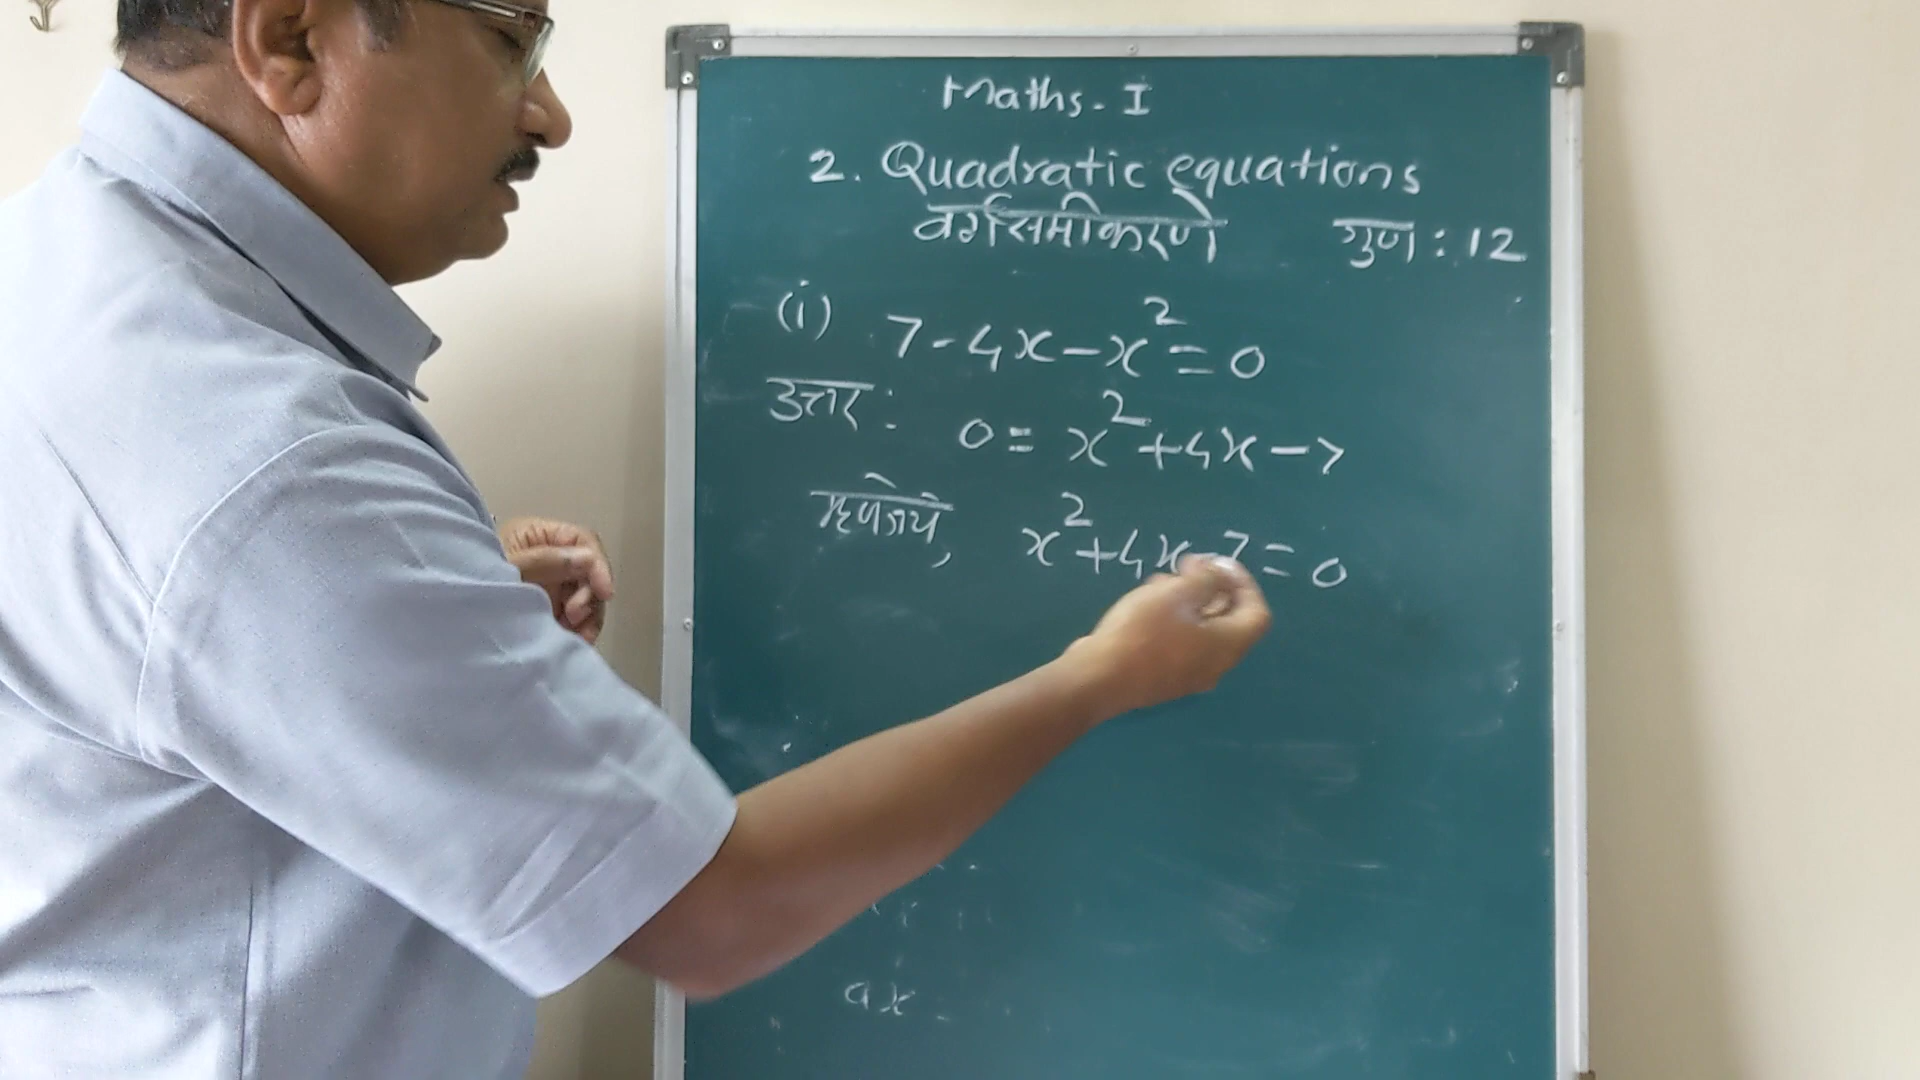 Maths - I
2. Quadratic equations
वर्गसमीकरणे गुण : 12
(i) 7 - 4x - x² = 0
उत्तर : 0 = x² + 4x - 7
म्हणजेच, x² + 4x - 7 = 0
ax